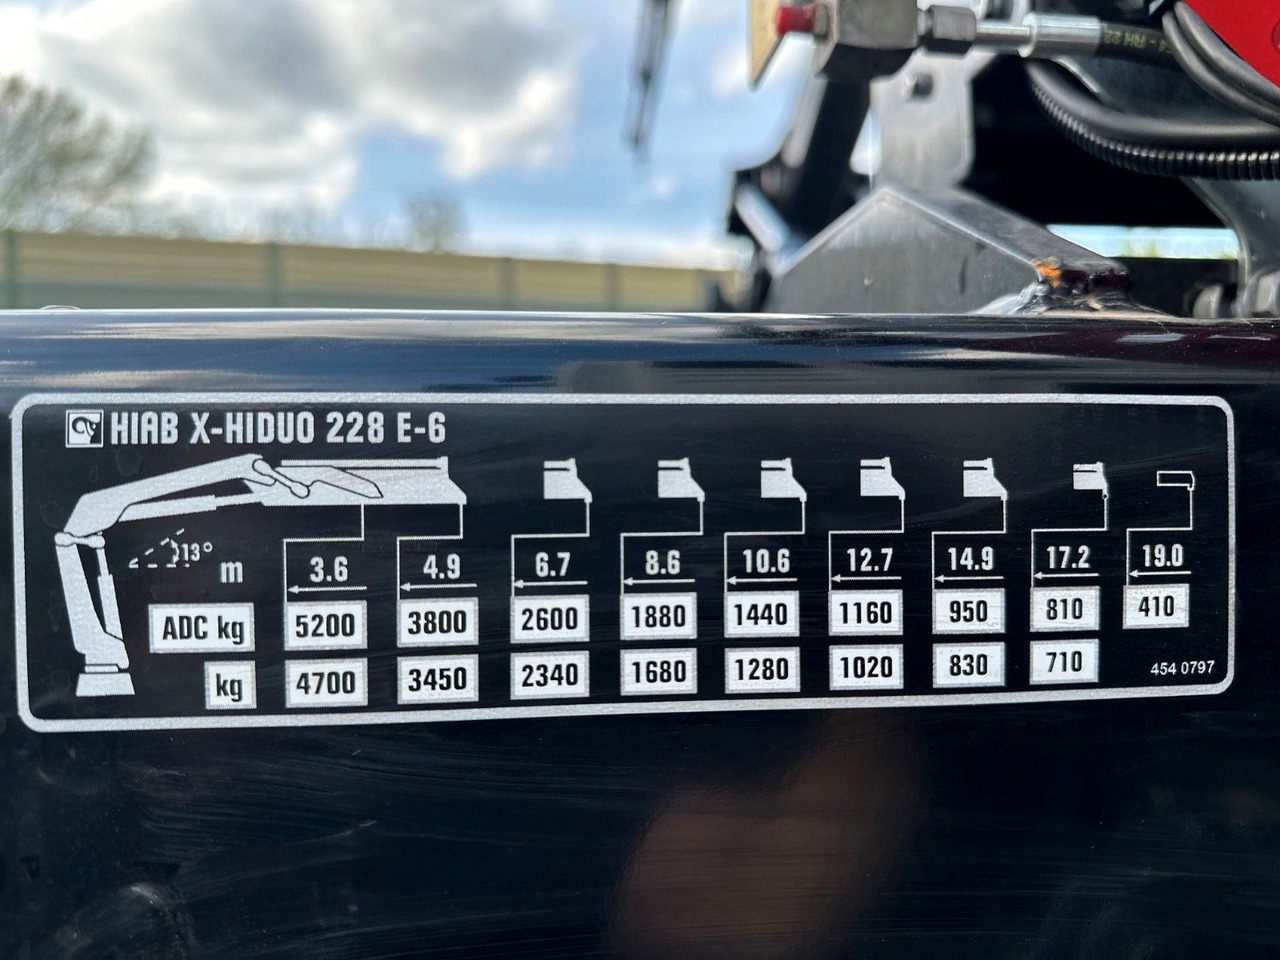 HIAB X-HIDUO 228 E-6
13°
m 3.6 4.9 6.7 8.6 10.6 12.7 14.9 17.2 19.0
ADC kg 5200 3800 2600 1880 1440 1160 950 810 410
kg 4700 3450 2340 1680 1280 1020 830 710
454 0797